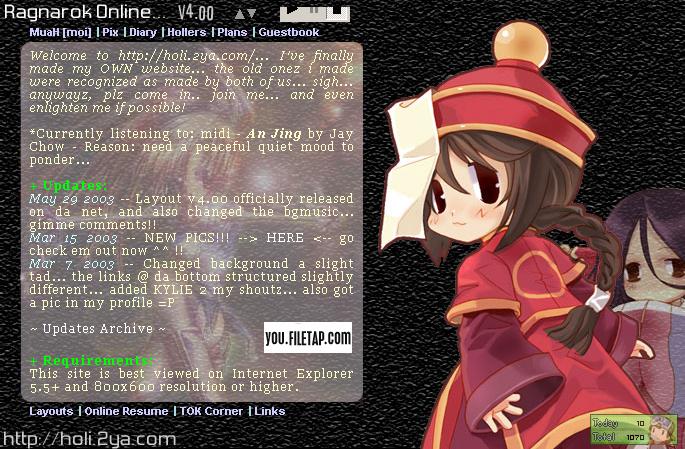 Ragnarok Online... V4.00
MuaH [moi] | Pix | Diary | Hollers | Plans | Guestbook
Welcome to http://holi.2ya.com/... I've finally
made my OWN website... the old onez i made
were recognized as made by both of us... sigh...
anywayz, plz come in.. join me... and even
enlighten me if possible!
*Currently listening to: midi - An Jing by Jay
Chow - Reason: need a peaceful quiet mood to
ponder...
+ Updates:
May 29 2003 -- Layout v4.00 officially released
on da net, and also changed the bgmusic...
gimme comments!!
Mar 15 2003 -- NEW PICS!!! --> HERE <-- go
check em out now ^^ !!
Mar 7 2003 -- Changed background a slight
tad... the links @ da bottom structured slightly
different... added KYLIE 2 my shoutz... also got
a pic in my profile =P
~ Updates Archive ~
you.FILETAP.com
+ Requirements:
This site is best viewed on Internet Explorer
5.5+ and 800x600 resolution or higher.
Layouts | Online Resume | TOK Corner | Links
http://holi.2ya.com
Today 10
Total 1070